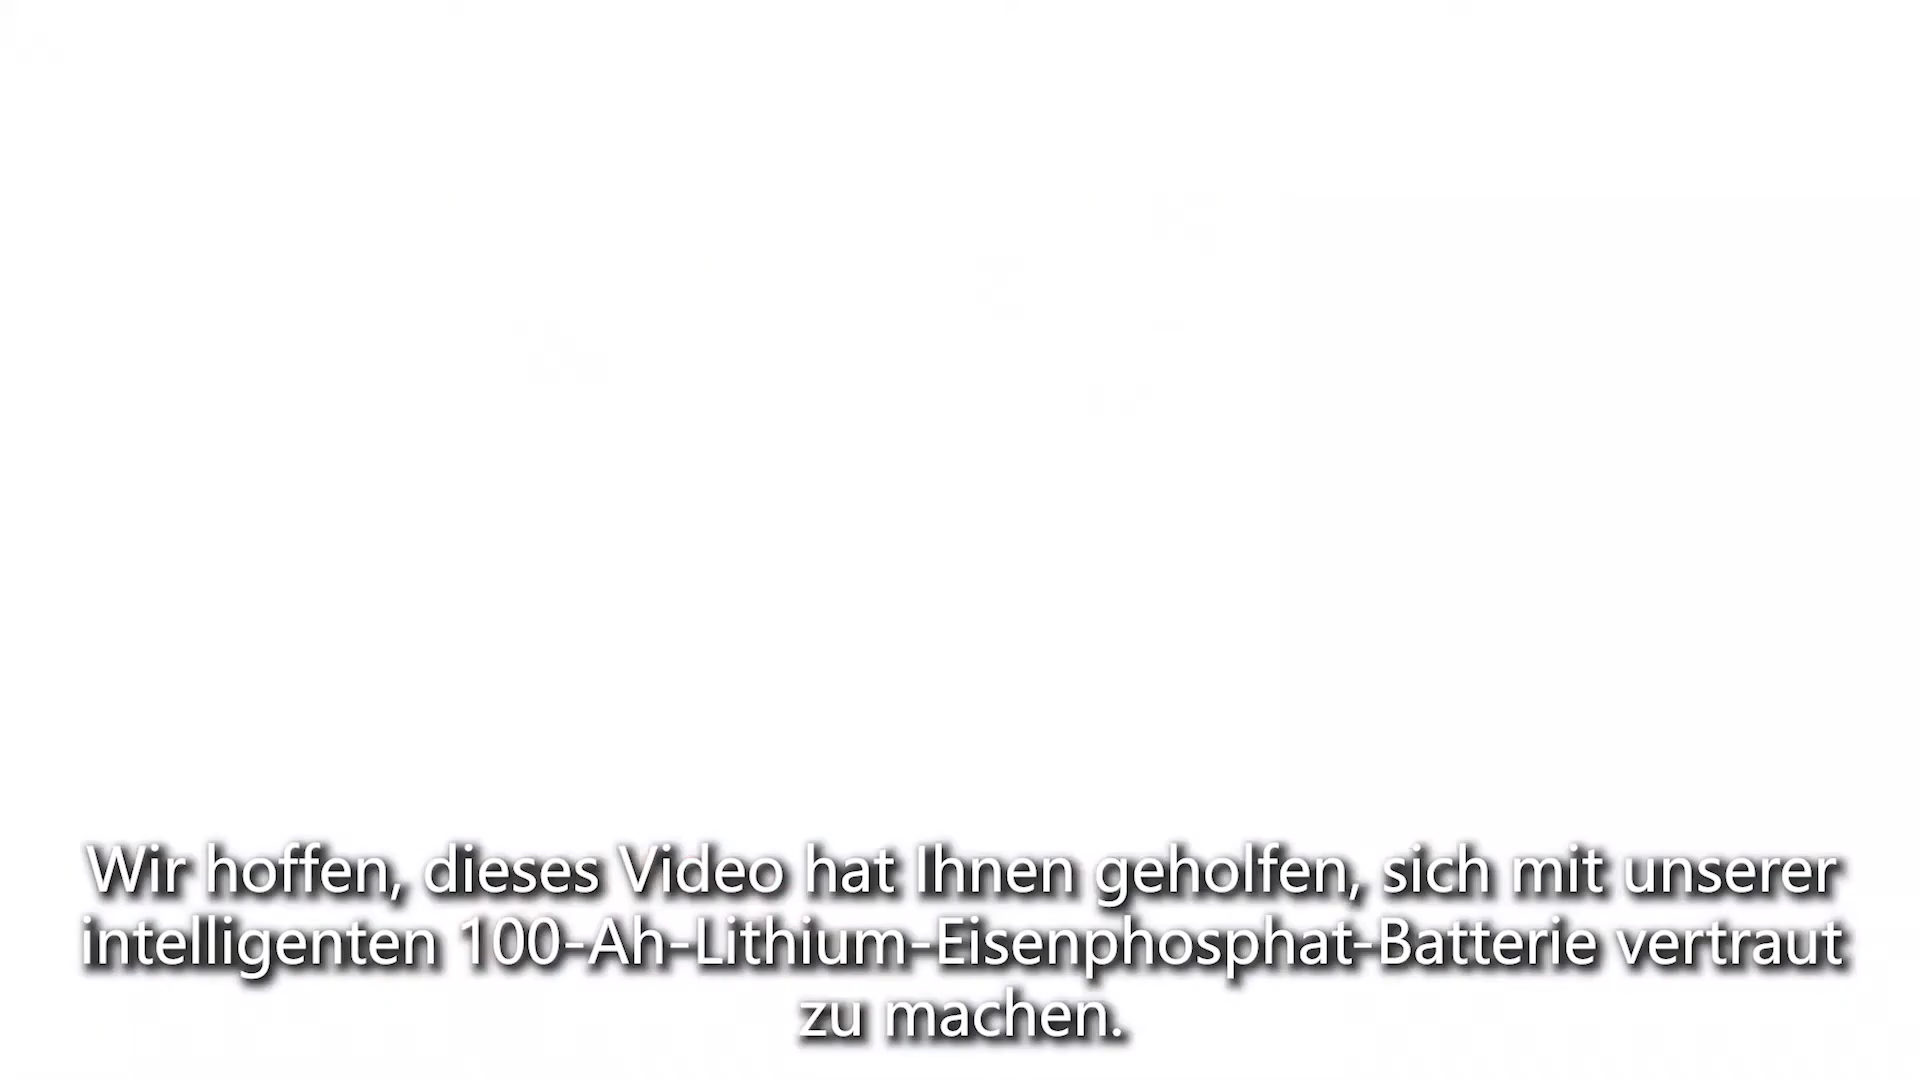 Wir hoffen, dieses Video hat Ihnen geholfen, sich mit unserer
intelligenten 100-Ah-Lithium-Eisenphosphat-Batterie vertraut
zu machen.